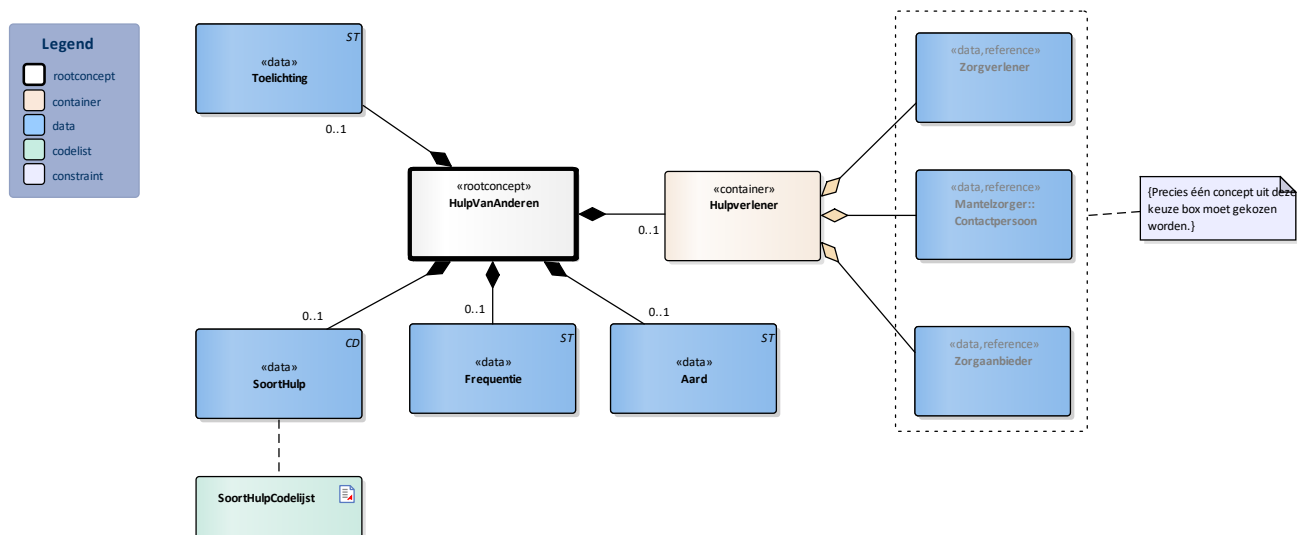 Legend
rootconcept
container
data
codelist
constraint
ST
«data»
Toelichting
0..1
«rootconcept»
HulpVanAnderen
«container»
Hulpverlener
0..1
«data,reference»
Zorgverlener
«data,reference»
Mantelzorger::
Contactpersoon
«data,reference»
Zorgaanbieder
{Precies één concept uit deze
keuze box moet gekozen
worden.}
0..1
CD
«data»
SoortHulp
0..1
ST
«data»
Frequentie
0..1
ST
«data»
Aard
SoortHulpCodelijst